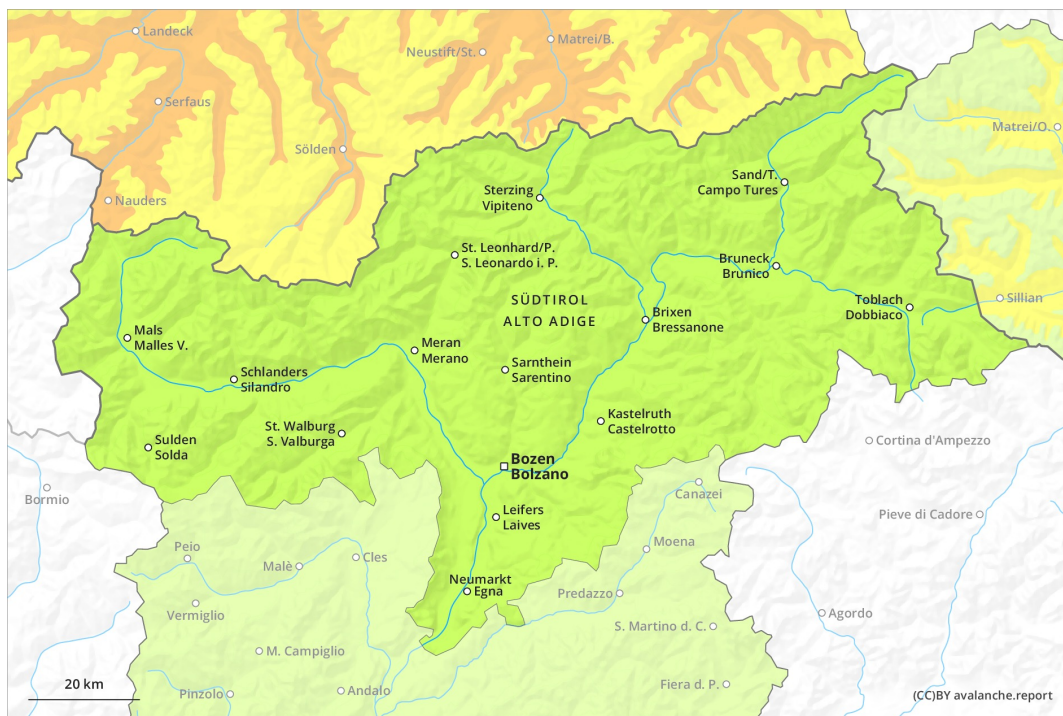 Landeck
Matrei/B.
Neustift/St.
Serfaus
Matrei/O.
Sölden
Sand/T.
Campo Tures
Nauders
Sterzing
Vipiteno
St. Leonhard/P.
S. Leonardo i. P.
Bruneck
Brunico
SÜDTIROL
ALTO ADIGE
Toblach
Dobbiaco
Sillian
Brixen
Bressanone
Mals
Malles V.
Meran
Merano
Schlanders
Silandro
Sarnthein
Sarentino
Kastelruth
Castelrotto
St. Walburg
S. Valburga
Sulden
Solda
Cortina d'Ampezzo
Bozen
Bolzano
Bormio
Canazei
Leifers
Laives
Pieve di Cadore
Peio
Moena
Cles
Malè
Neumarkt
Egna
Predazzo
Vermiglio
Agordo
S. Martino d. C.
M. Campiglio
20 km
Pinzolo
Andalo
Fiera d. P.
(CC)BY avalanche.report